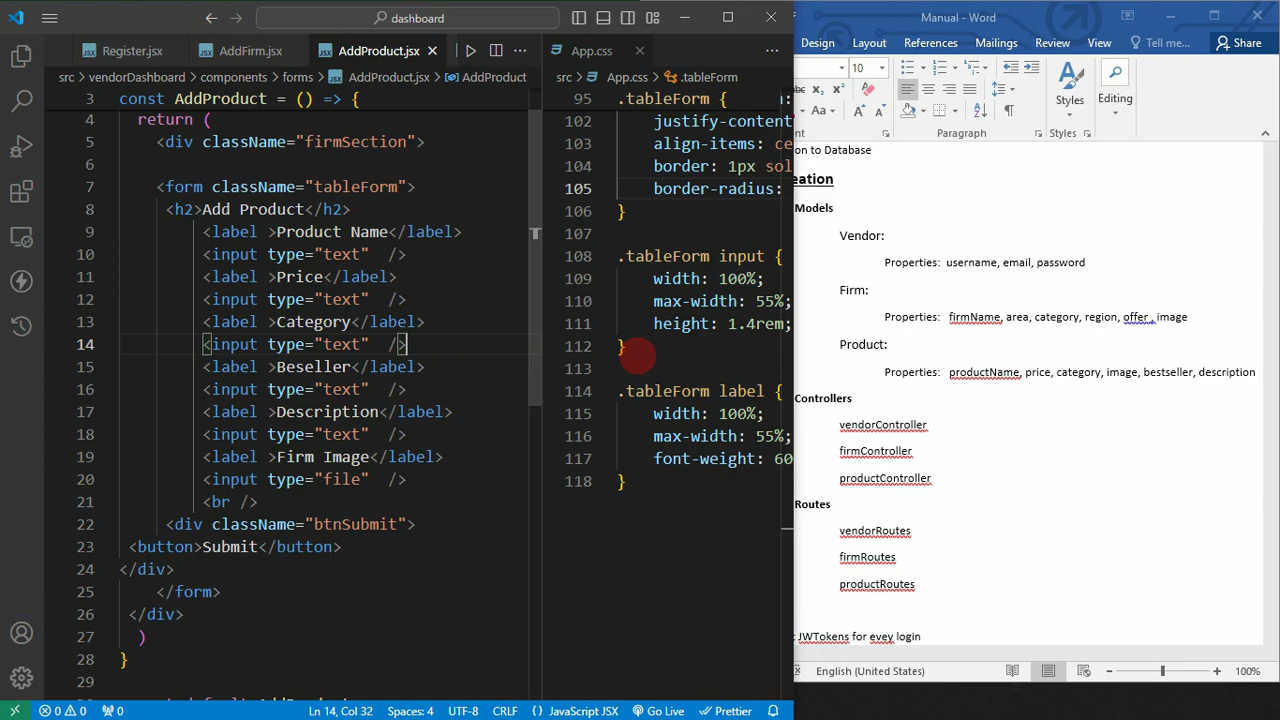 dashboard
Register.jsx
AddFirm.jsx
AddProduct.jsx
src > vendorDashboard > components > forms > AddProduct.jsx > AddProduct
3 const AddProduct = () => {
4 return (
5 <div className="firmSection">
6
7 <form className="tableForm">
8 <h2>Add Product</h2>
9 <label >Product Name</label>
10 <input type="text" />
11 <label >Price</label>
12 <input type="text" />
13 <label >Category</label>
14 <input type="text" />
15 <label >Beseller</label>
16 <input type="text" />
17 <label >Description</label>
18 <input type="text" />
19 <label >Firm Image</label>
20 <input type="file" />
21 <br />
22 <div className="btnSubmit">
23 <button>Submit</button>
24 </div>
25 </form>
26 </div>
27 )
28 }
29
App.css
src > App.css > .tableForm
95 .tableForm {
102 justify-content
103 align-items: ce
104 border: 1px sol
105 border-radius:
106 }
107
108 .tableForm input {
109 width: 100%;
110 max-width: 55%;
111 height: 1.4rem;
112 }
113
114 .tableForm label {
115 width: 100%;
116 max-width: 55%;
117 font-weight: 60
118 }
0 0 0
Ln 14, Col 32 Spaces: 4 UTF-8 CRLF {} JavaScript JSX Go Live Prettier
Manual - Word
Design Layout References Mailings Review View Tell me... Share
10
Aa
Styles
Editing
Paragraph
Styles
on to Database
eation
Models
Vendor:
Properties: username, email, password
Firm:
Properties: firmName, area, category, region, offer , image
Product:
Properties: productName, price, category, image, bestseller, description
Controllers
vendorController
firmController
productController
Routes
vendorRoutes
firmRoutes
productRoutes
JWTokens for evey login
English (United States)
100%